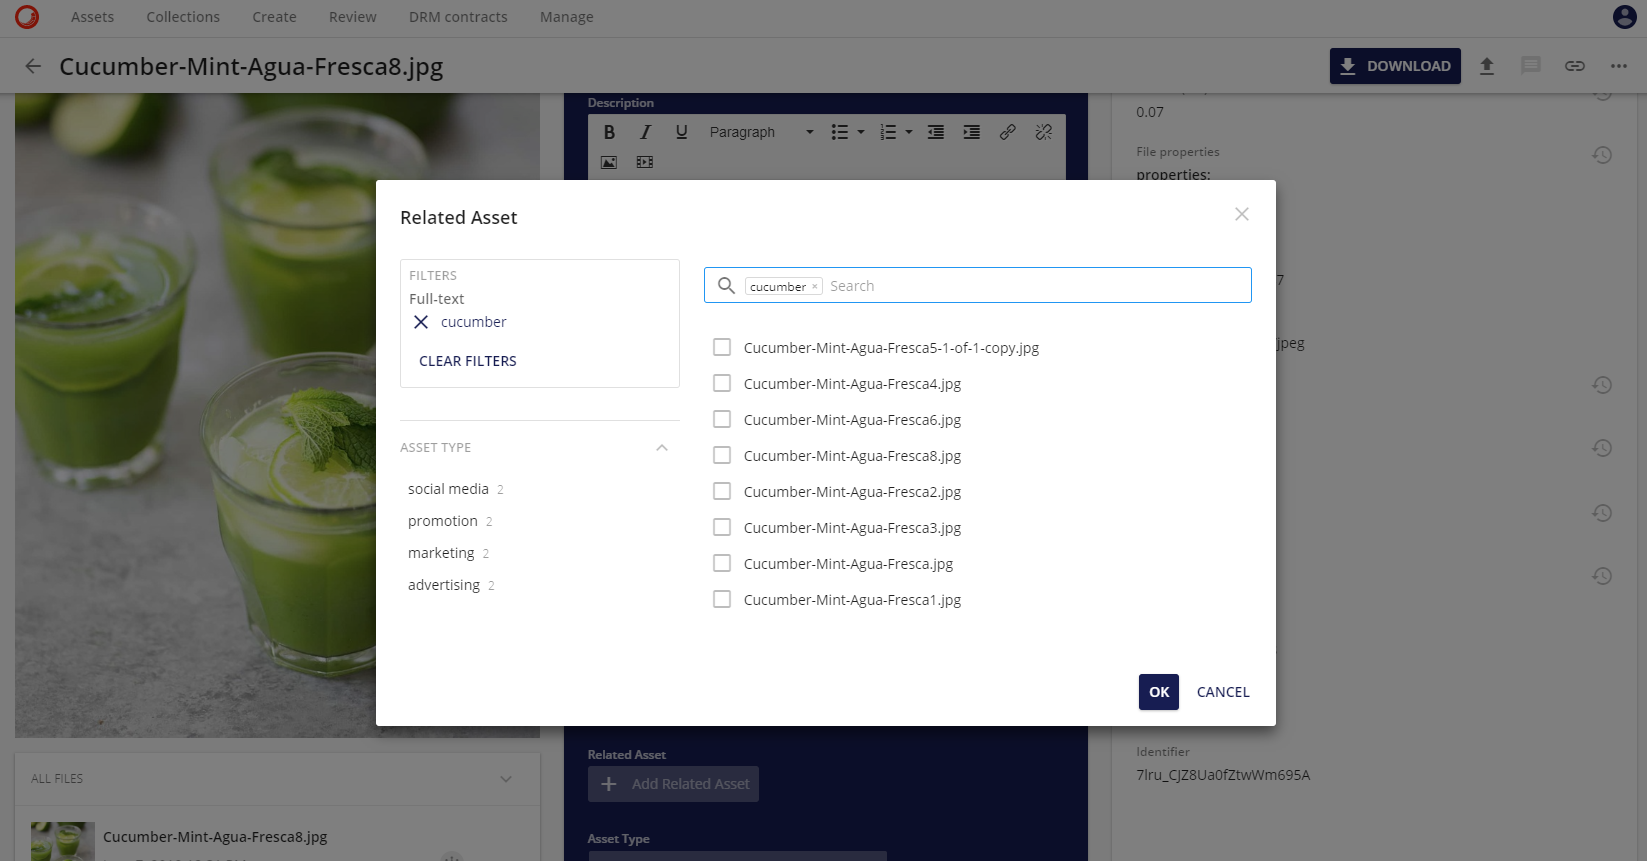 Assets Collections Create Review DRM contracts Manage
Cucumber-Mint-Agua-Fresca8.jpg
DOWNLOAD
Description
B I U Paragraph
0.07
File properties
properties:
Related Asset
FILTERS
Full-text
cucumber
CLEAR FILTERS
ASSET TYPE
social media 2
promotion 2
marketing 2
advertising 2
cucumber × Search
Cucumber-Mint-Agua-Fresca5-1-of-1-copy.jpg
Cucumber-Mint-Agua-Fresca4.jpg
Cucumber-Mint-Agua-Fresca6.jpg
Cucumber-Mint-Agua-Fresca8.jpg
Cucumber-Mint-Agua-Fresca2.jpg
Cucumber-Mint-Agua-Fresca3.jpg
Cucumber-Mint-Agua-Fresca.jpg
Cucumber-Mint-Agua-Fresca1.jpg
OK CANCEL
7
jpeg
ALL FILES
Cucumber-Mint-Agua-Fresca8.jpg
Related Asset
Add Related Asset
Asset Type
Identifier
7lru_CJZ8Ua0fZtwWm695A